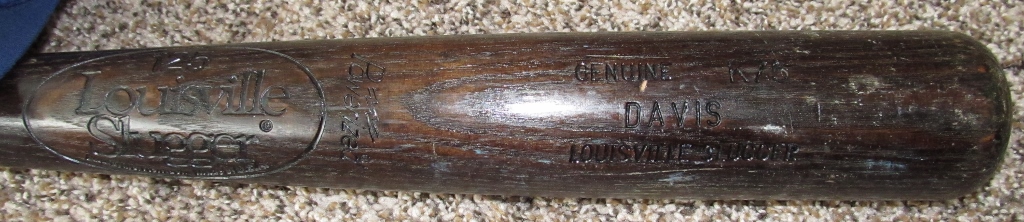 125
Louisville
Slugger
®
GENUINE K75
DAVIS
LOUISVILLE SLUGGER